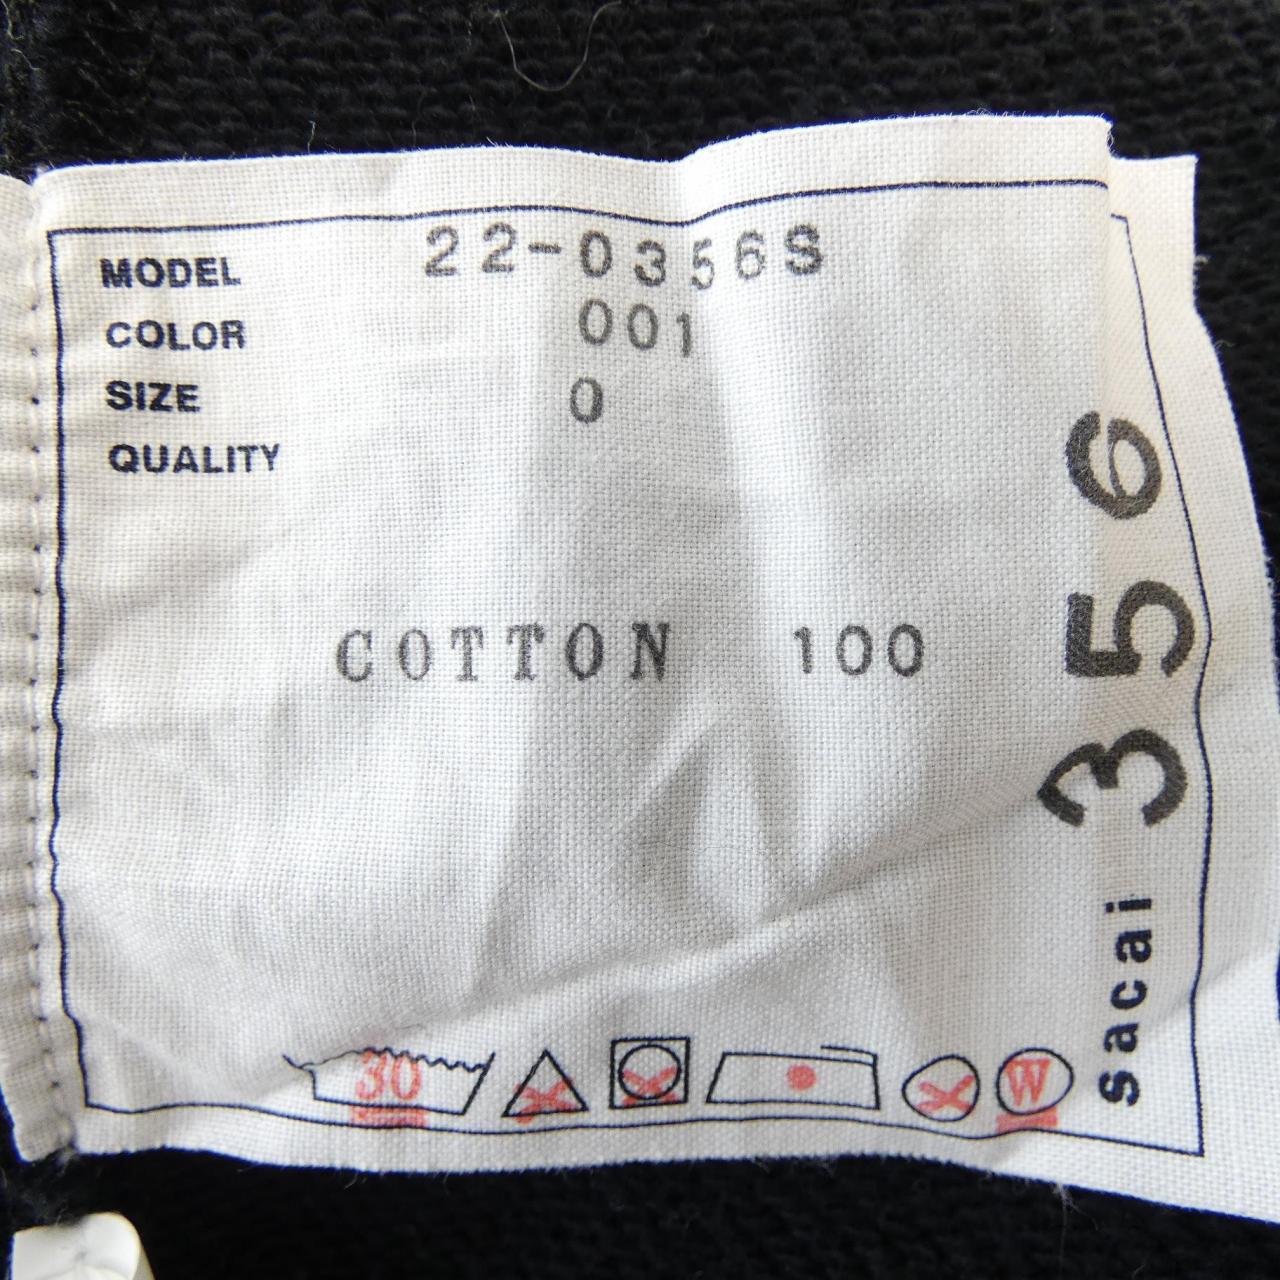 MODEL 22-0356S
COLOR 001
SIZE 0
QUALITY
COTTON 100
30
W
sacai 356